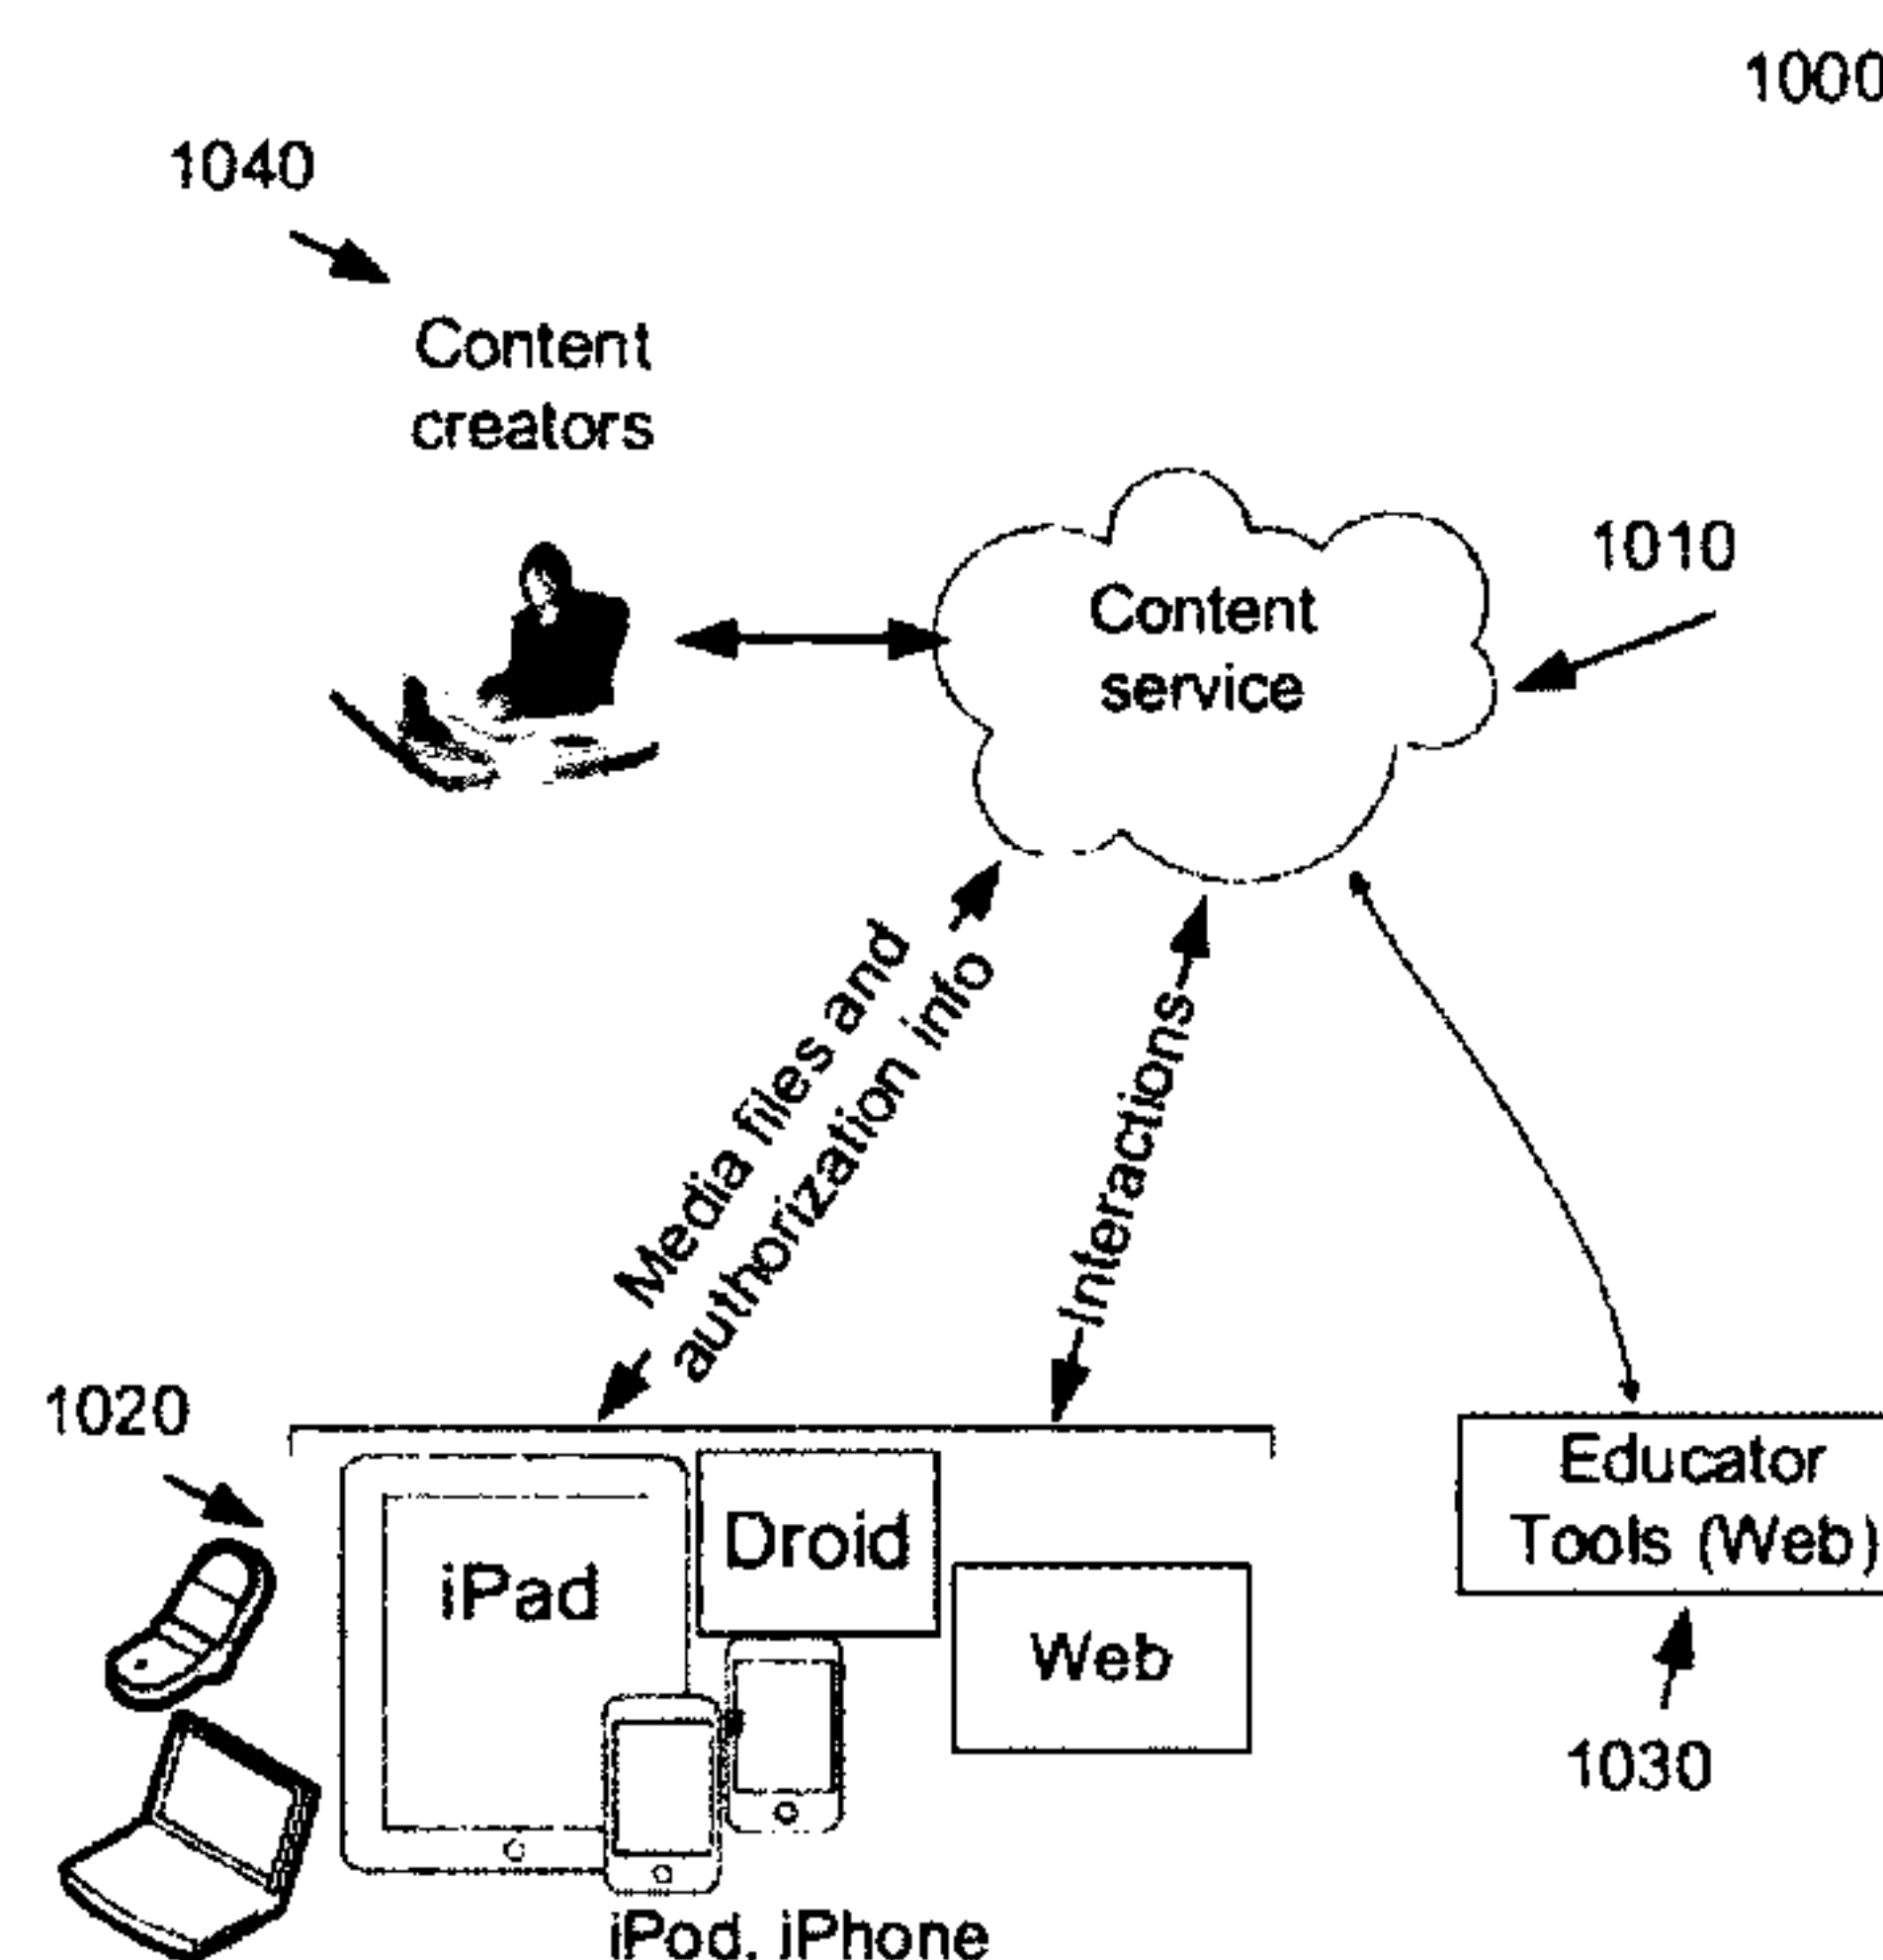 1000
1040
Content
creators
1010
Content
service
Media files and
authorization info
Interactions
1020
Educator
Tools (Web)
iPad
Droid
Web
1030
iPod, iPhone